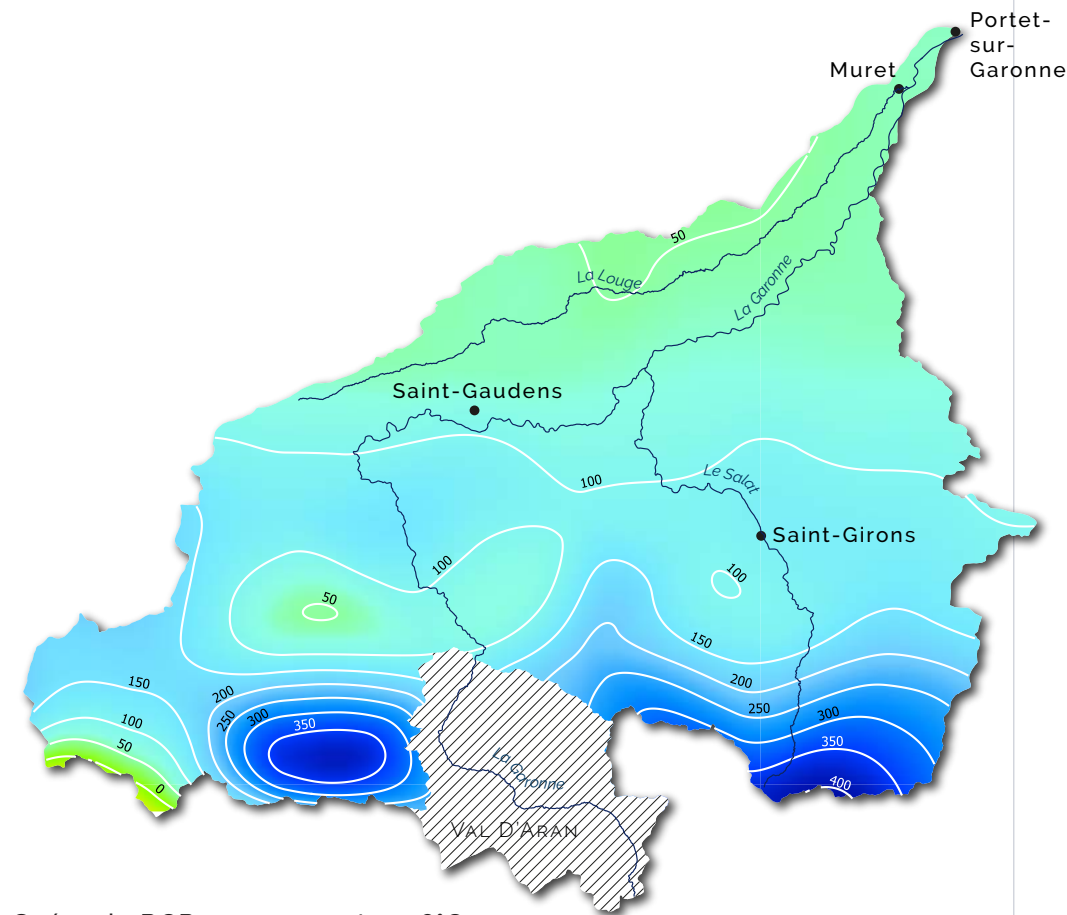 Portet-
sur-
Garonne
Muret
50
La Louge
La Garonne
Saint-Gaudens
100
Le Salat
Saint-Girons
100
100
50
150
150
200
200
250
300
350
250
300
350
400
100
50
0
La Garonne
VAL D'ARAN